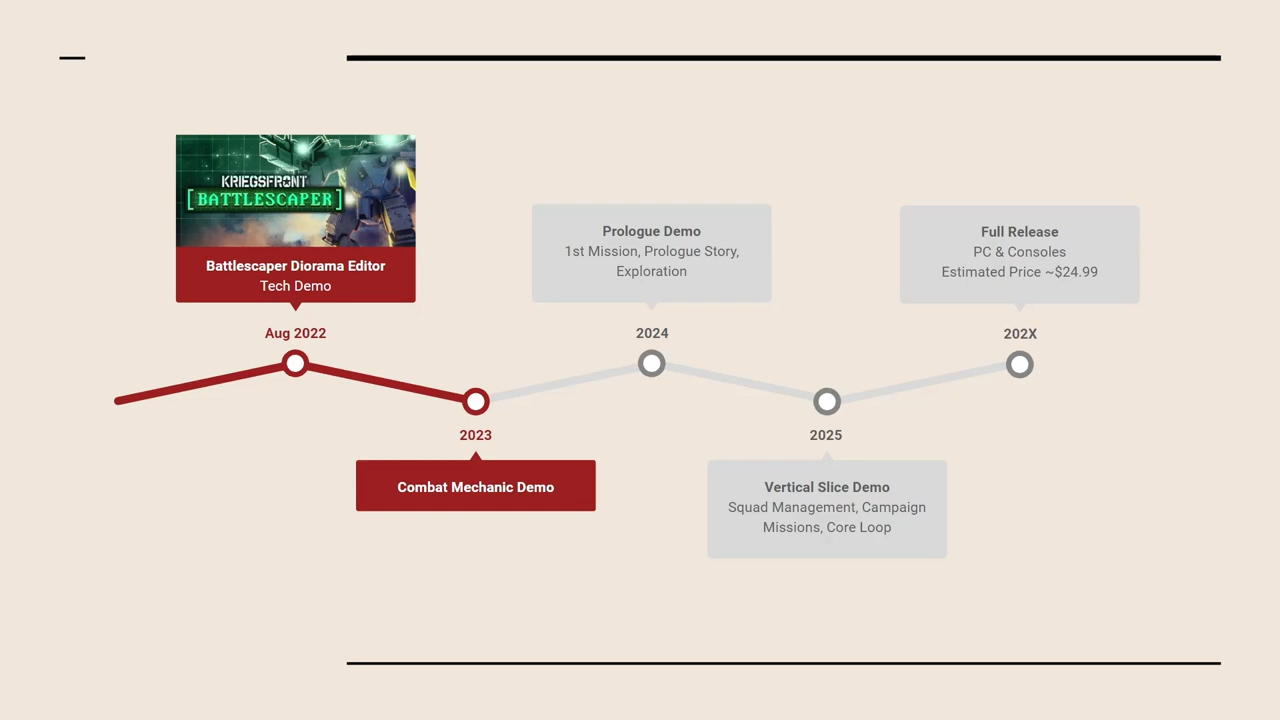 KRIEGSFRONT
[BATTLESCAPER]
Battlescaper Diorama Editor
Tech Demo
Aug 2022
2023
Combat Mechanic Demo
Prologue Demo
1st Mission, Prologue Story,
Exploration
2024
2025
Vertical Slice Demo
Squad Management, Campaign
Missions, Core Loop
Full Release
PC & Consoles
Estimated Price ~$24.99
202X